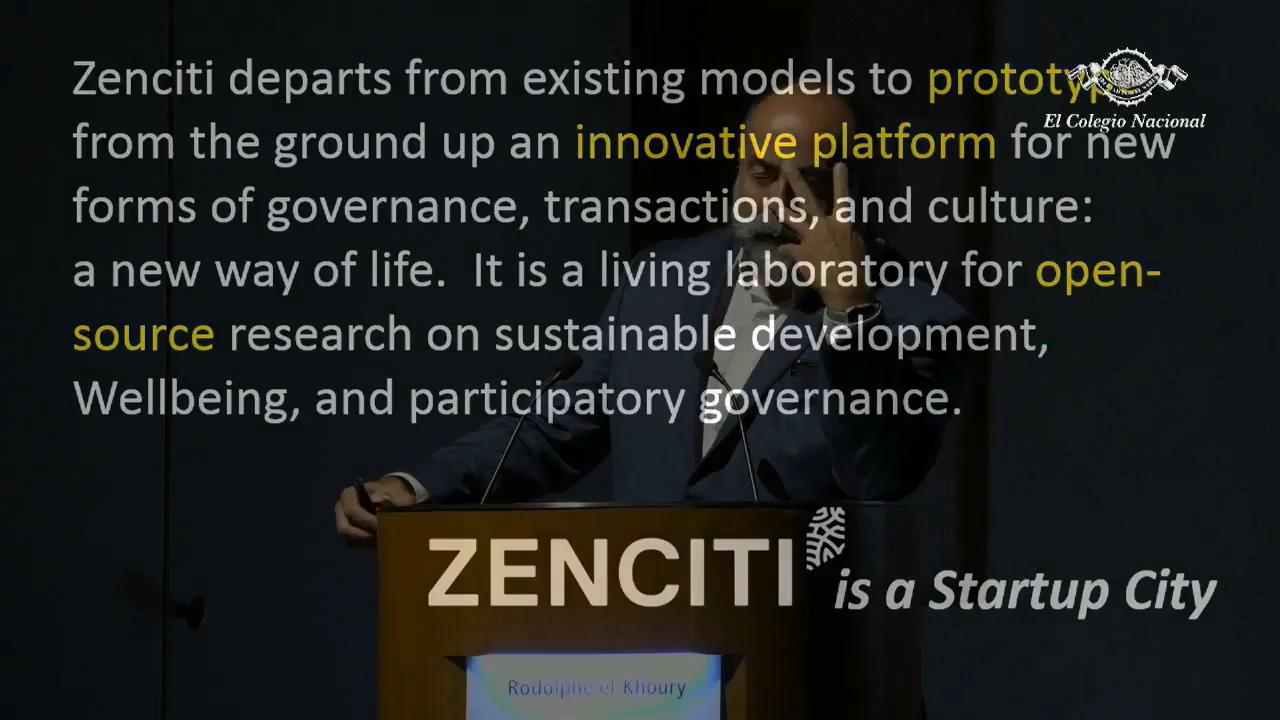 Zenciti departs from existing models to prototype
El Colegio Nacional
from the ground up an innovative platform for new
forms of governance, transactions, and culture:
a new way of life. It is a living laboratory for open-
source research on sustainable development,
Wellbeing, and participatory governance.
ZENCITI is a Startup City
Rodolphe el Khoury